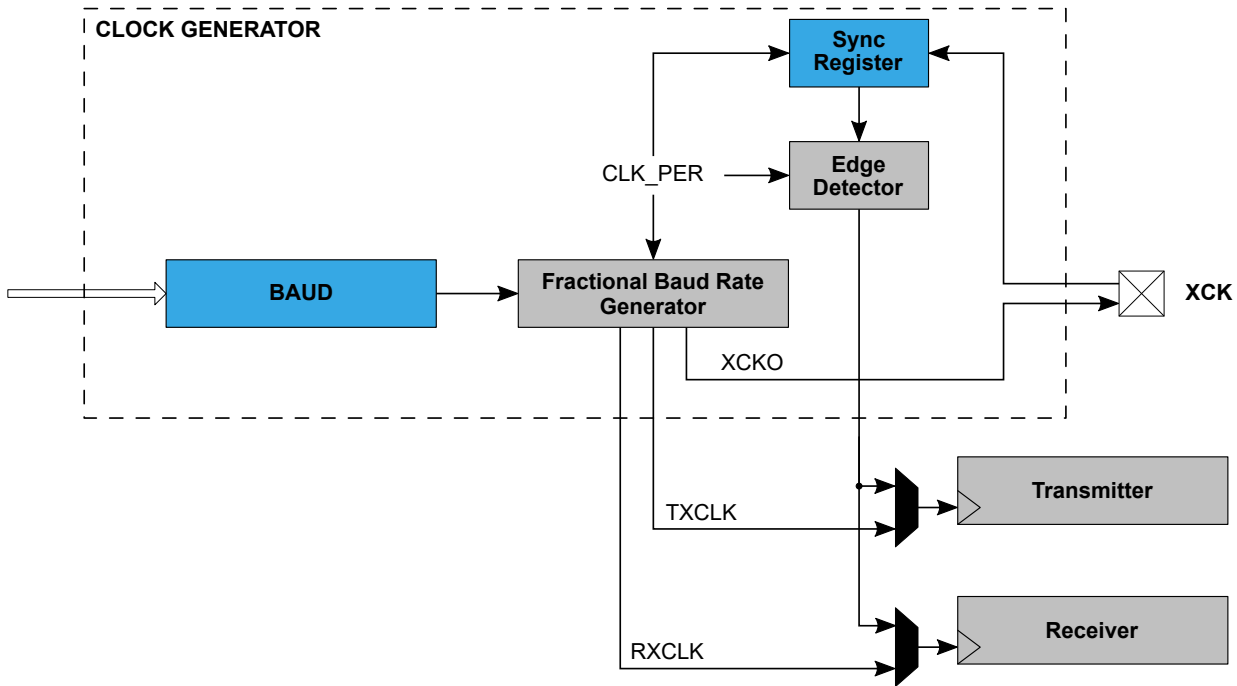 CLOCK GENERATOR
Sync
Register
CLK_PER
Edge
Detector
BAUD
Fractional Baud Rate
Generator
XCK
XCKO
Transmitter
TXCLK
Receiver
RXCLK